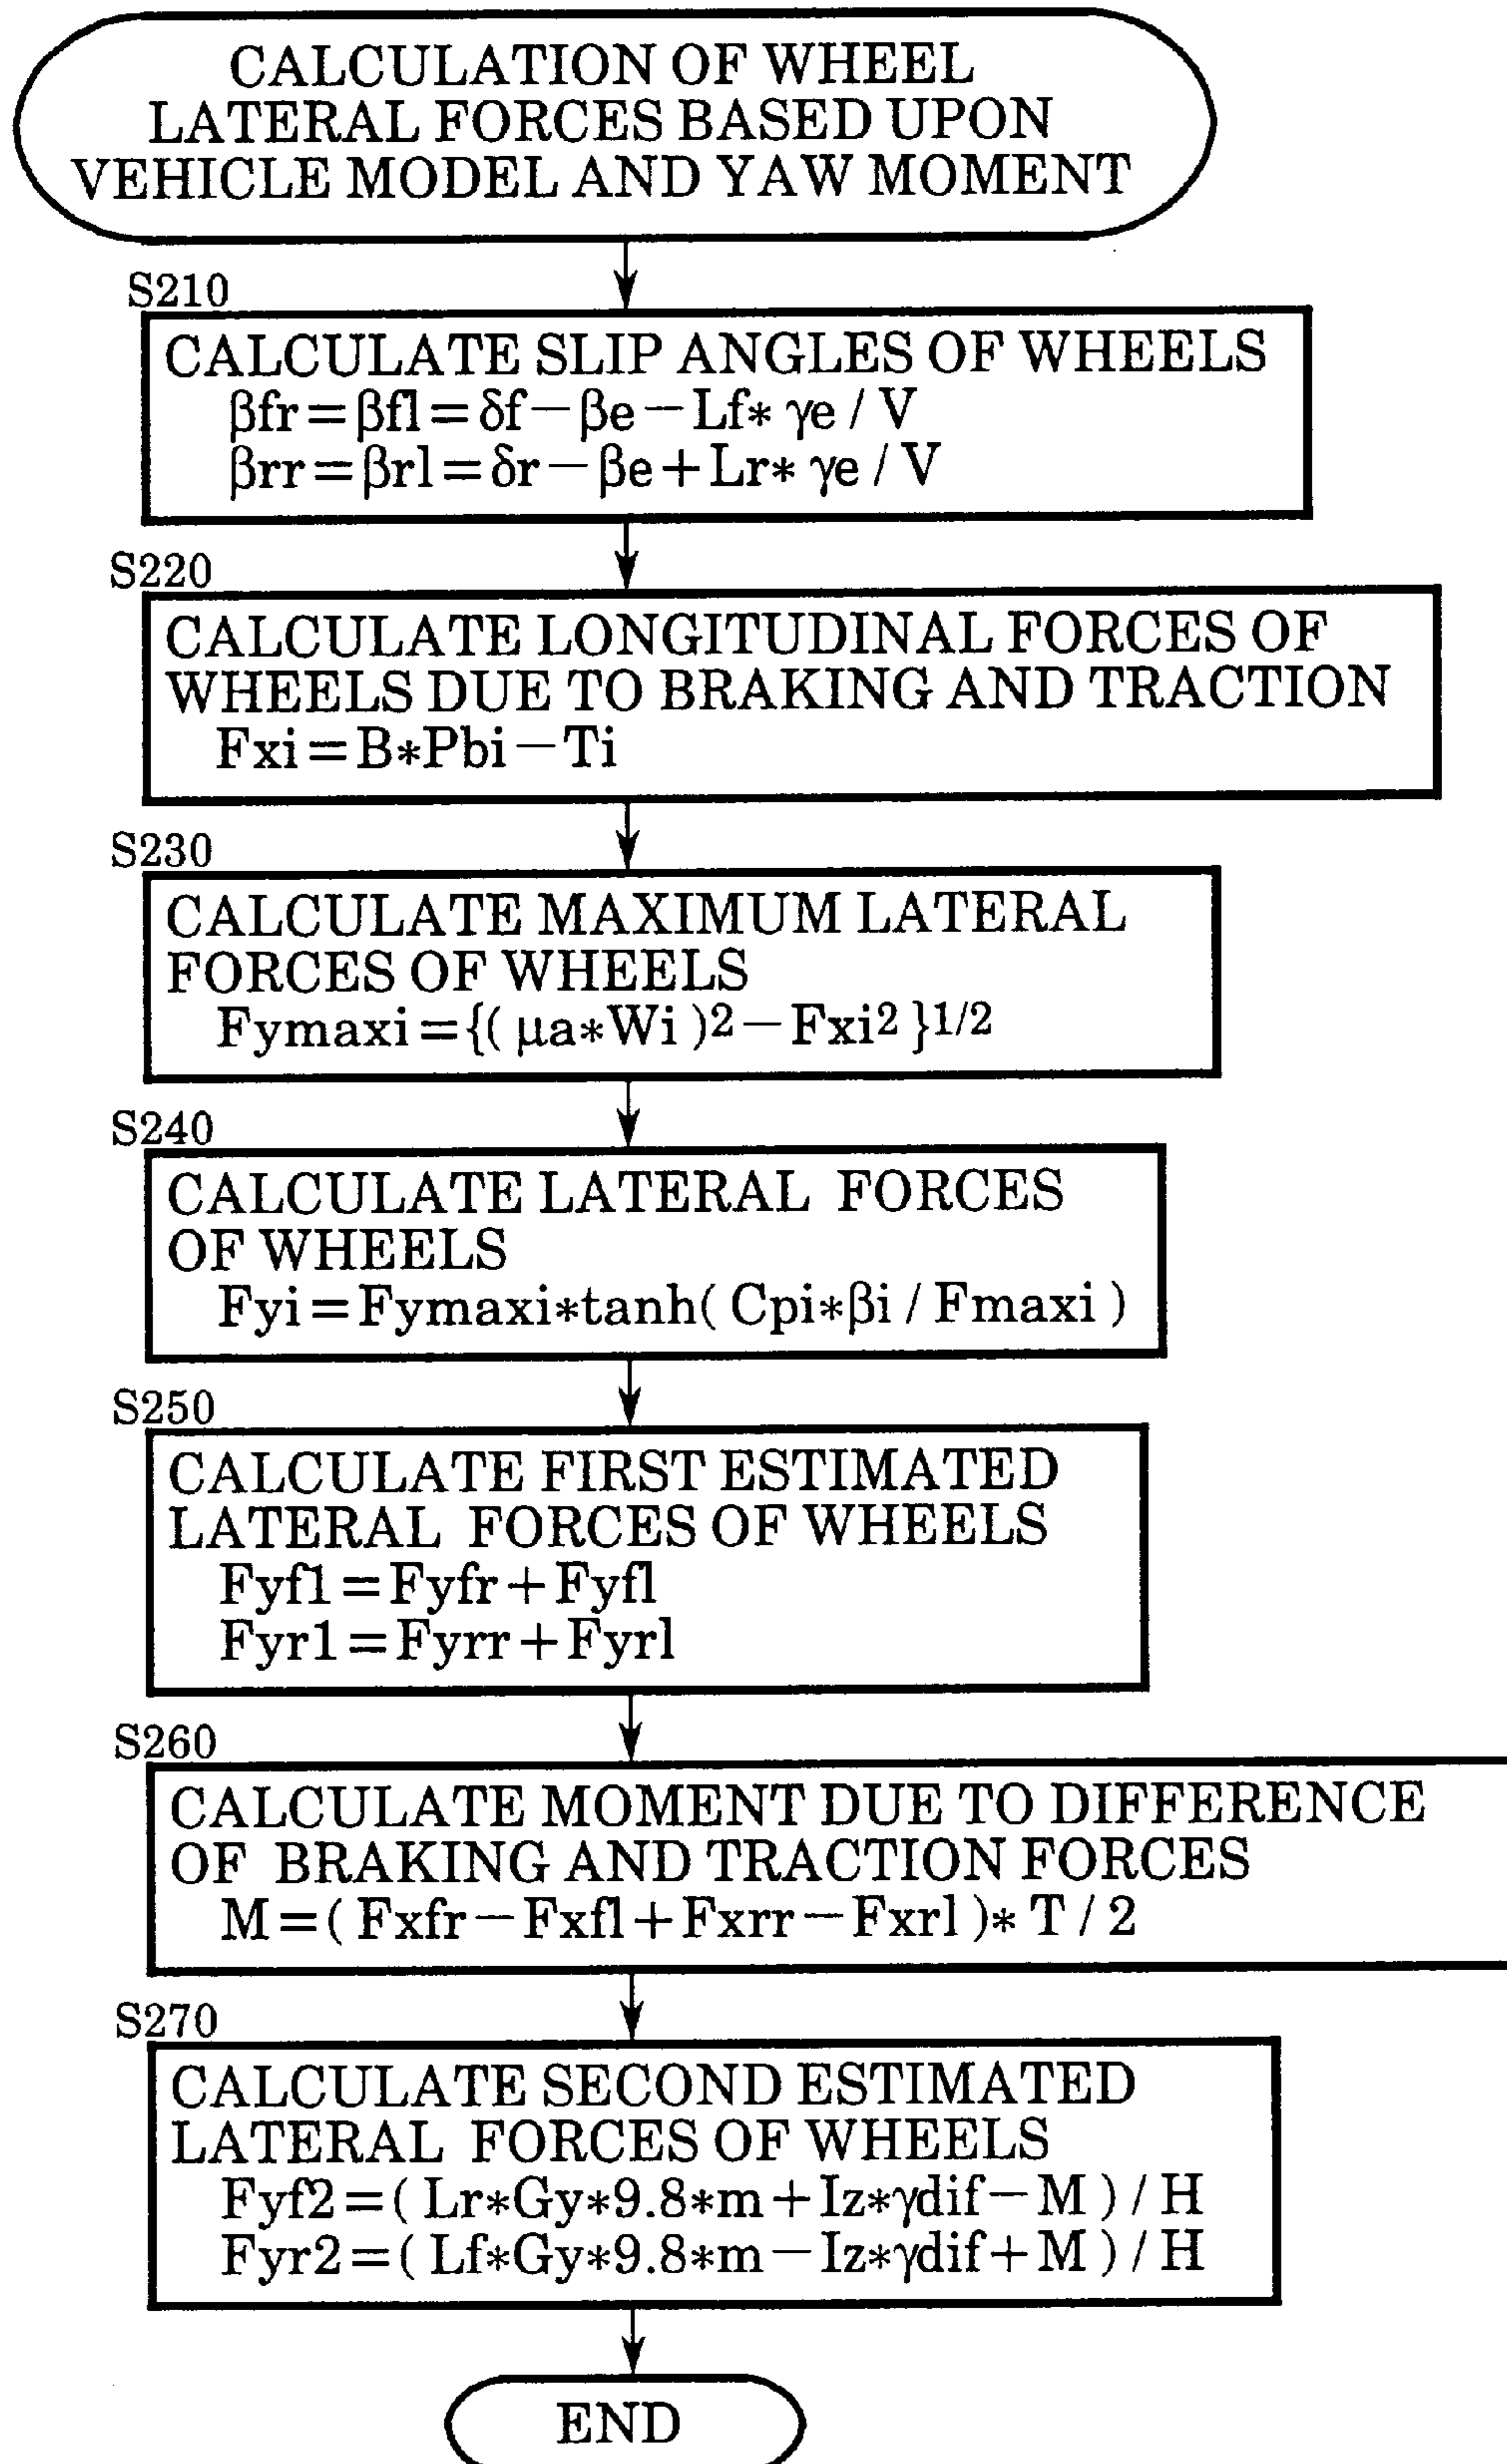 CALCULATION OF WHEEL
LATERAL FORCES BASED UPON
VEHICLE MODEL AND YAW MOMENT
S210
CALCULATE SLIP ANGLES OF WHEELS
βfr=βfl=δf−βe−Lf* γe / V
βrr=βrl=δr−βe+Lr* γe / V
S220
CALCULATE LONGITUDINAL FORCES OF
WHEELS DUE TO BRAKING AND TRACTION
Fxi=B*Pbi−Ti
S230
CALCULATE MAXIMUM LATERAL
FORCES OF WHEELS
Fymaxi={( μa*Wi )2−Fxi2 }1/2
S240
CALCULATE LATERAL FORCES
OF WHEELS
Fyi=Fymaxi*tanh( Cpi*βi / Fmaxi )
S250
CALCULATE FIRST ESTIMATED
LATERAL FORCES OF WHEELS
Fyf1=Fyfr+Fyfl
Fyr1=Fyrr+Fyrl
S260
CALCULATE MOMENT DUE TO DIFFERENCE
OF BRAKING AND TRACTION FORCES
M=( Fxfr−Fxfl+Fxrr−Fxrl )* T / 2
S270
CALCULATE SECOND ESTIMATED
LATERAL FORCES OF WHEELS
Fyf2=( Lr*Gy*9.8*m+Iz*γdif−M ) / H
Fyr2=( Lf*Gy*9.8*m−Iz*γdif+M ) / H
END